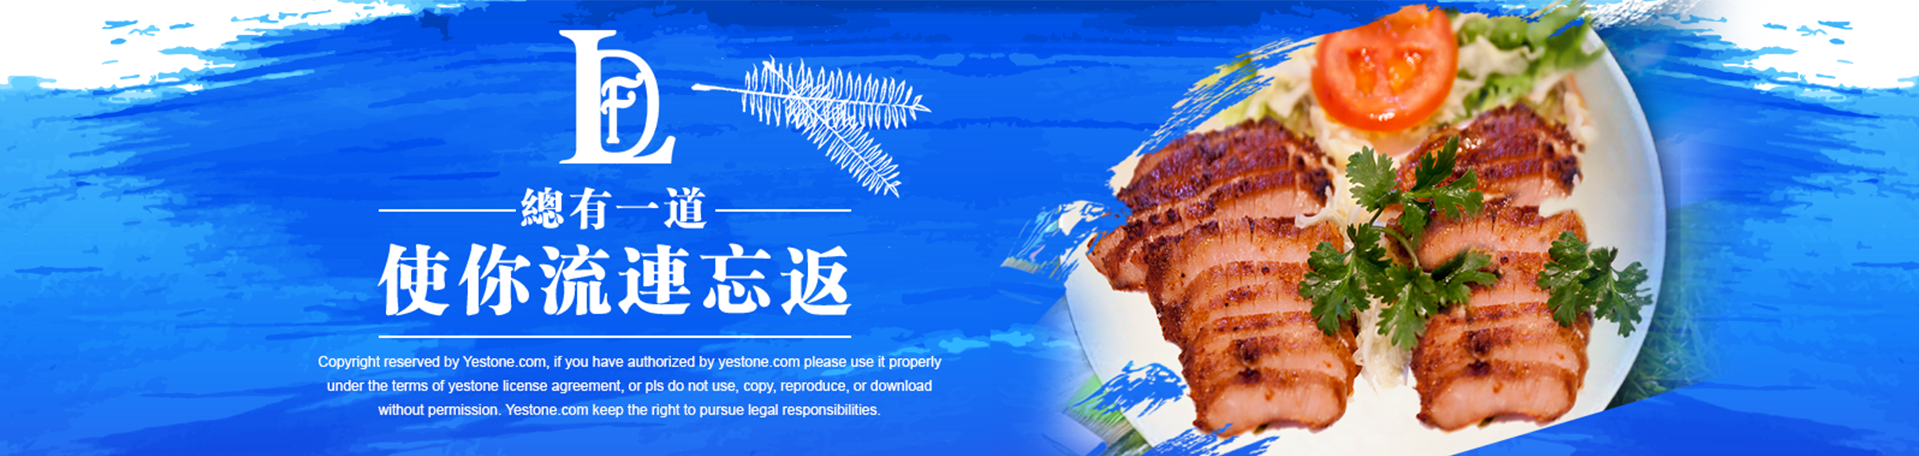 LDF
總有一道
使你流連忘返
Copyright reserved by Yestone.com, if you have authorized by yestone.com please use it properly
under the terms of yestone license agreement, or pls do not use, copy, reproduce, or download
without permission. Yestone.com keep the right to pursue legal responsibilities.